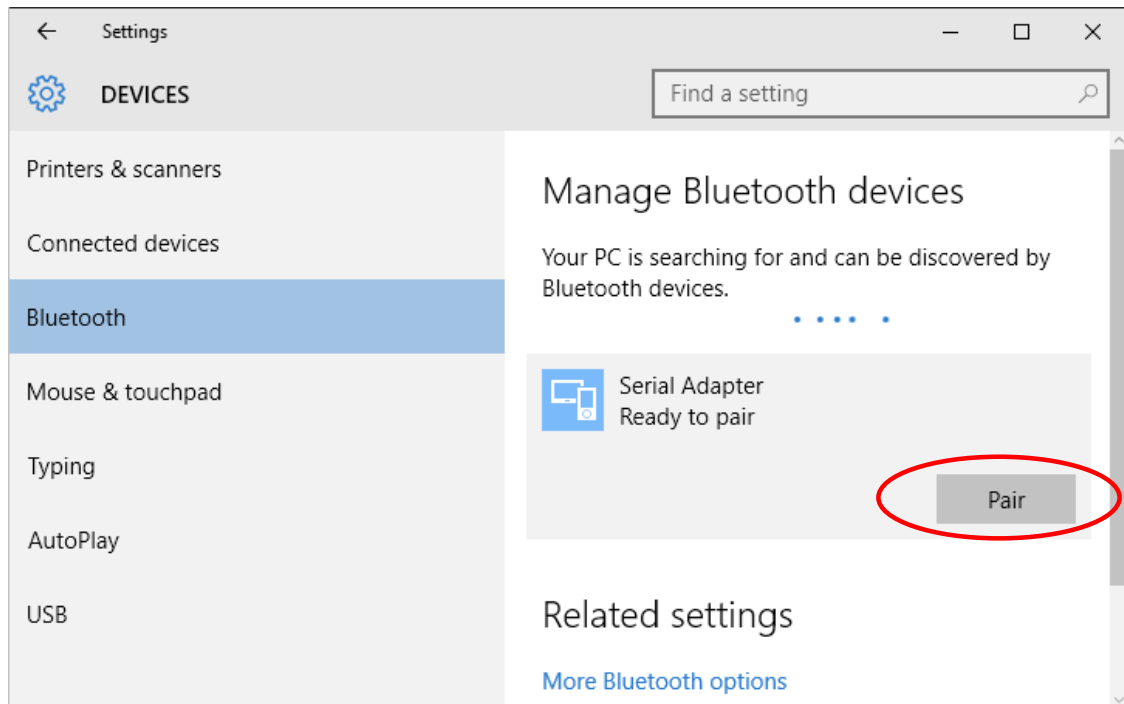 Settings
DEVICES
Find a setting
Printers & scanners
Connected devices
Bluetooth
Mouse & touchpad
Typing
AutoPlay
USB
Manage Bluetooth devices
Your PC is searching for and can be discovered by
Bluetooth devices.
Serial Adapter
Ready to pair
Pair
Related settings
More Bluetooth options